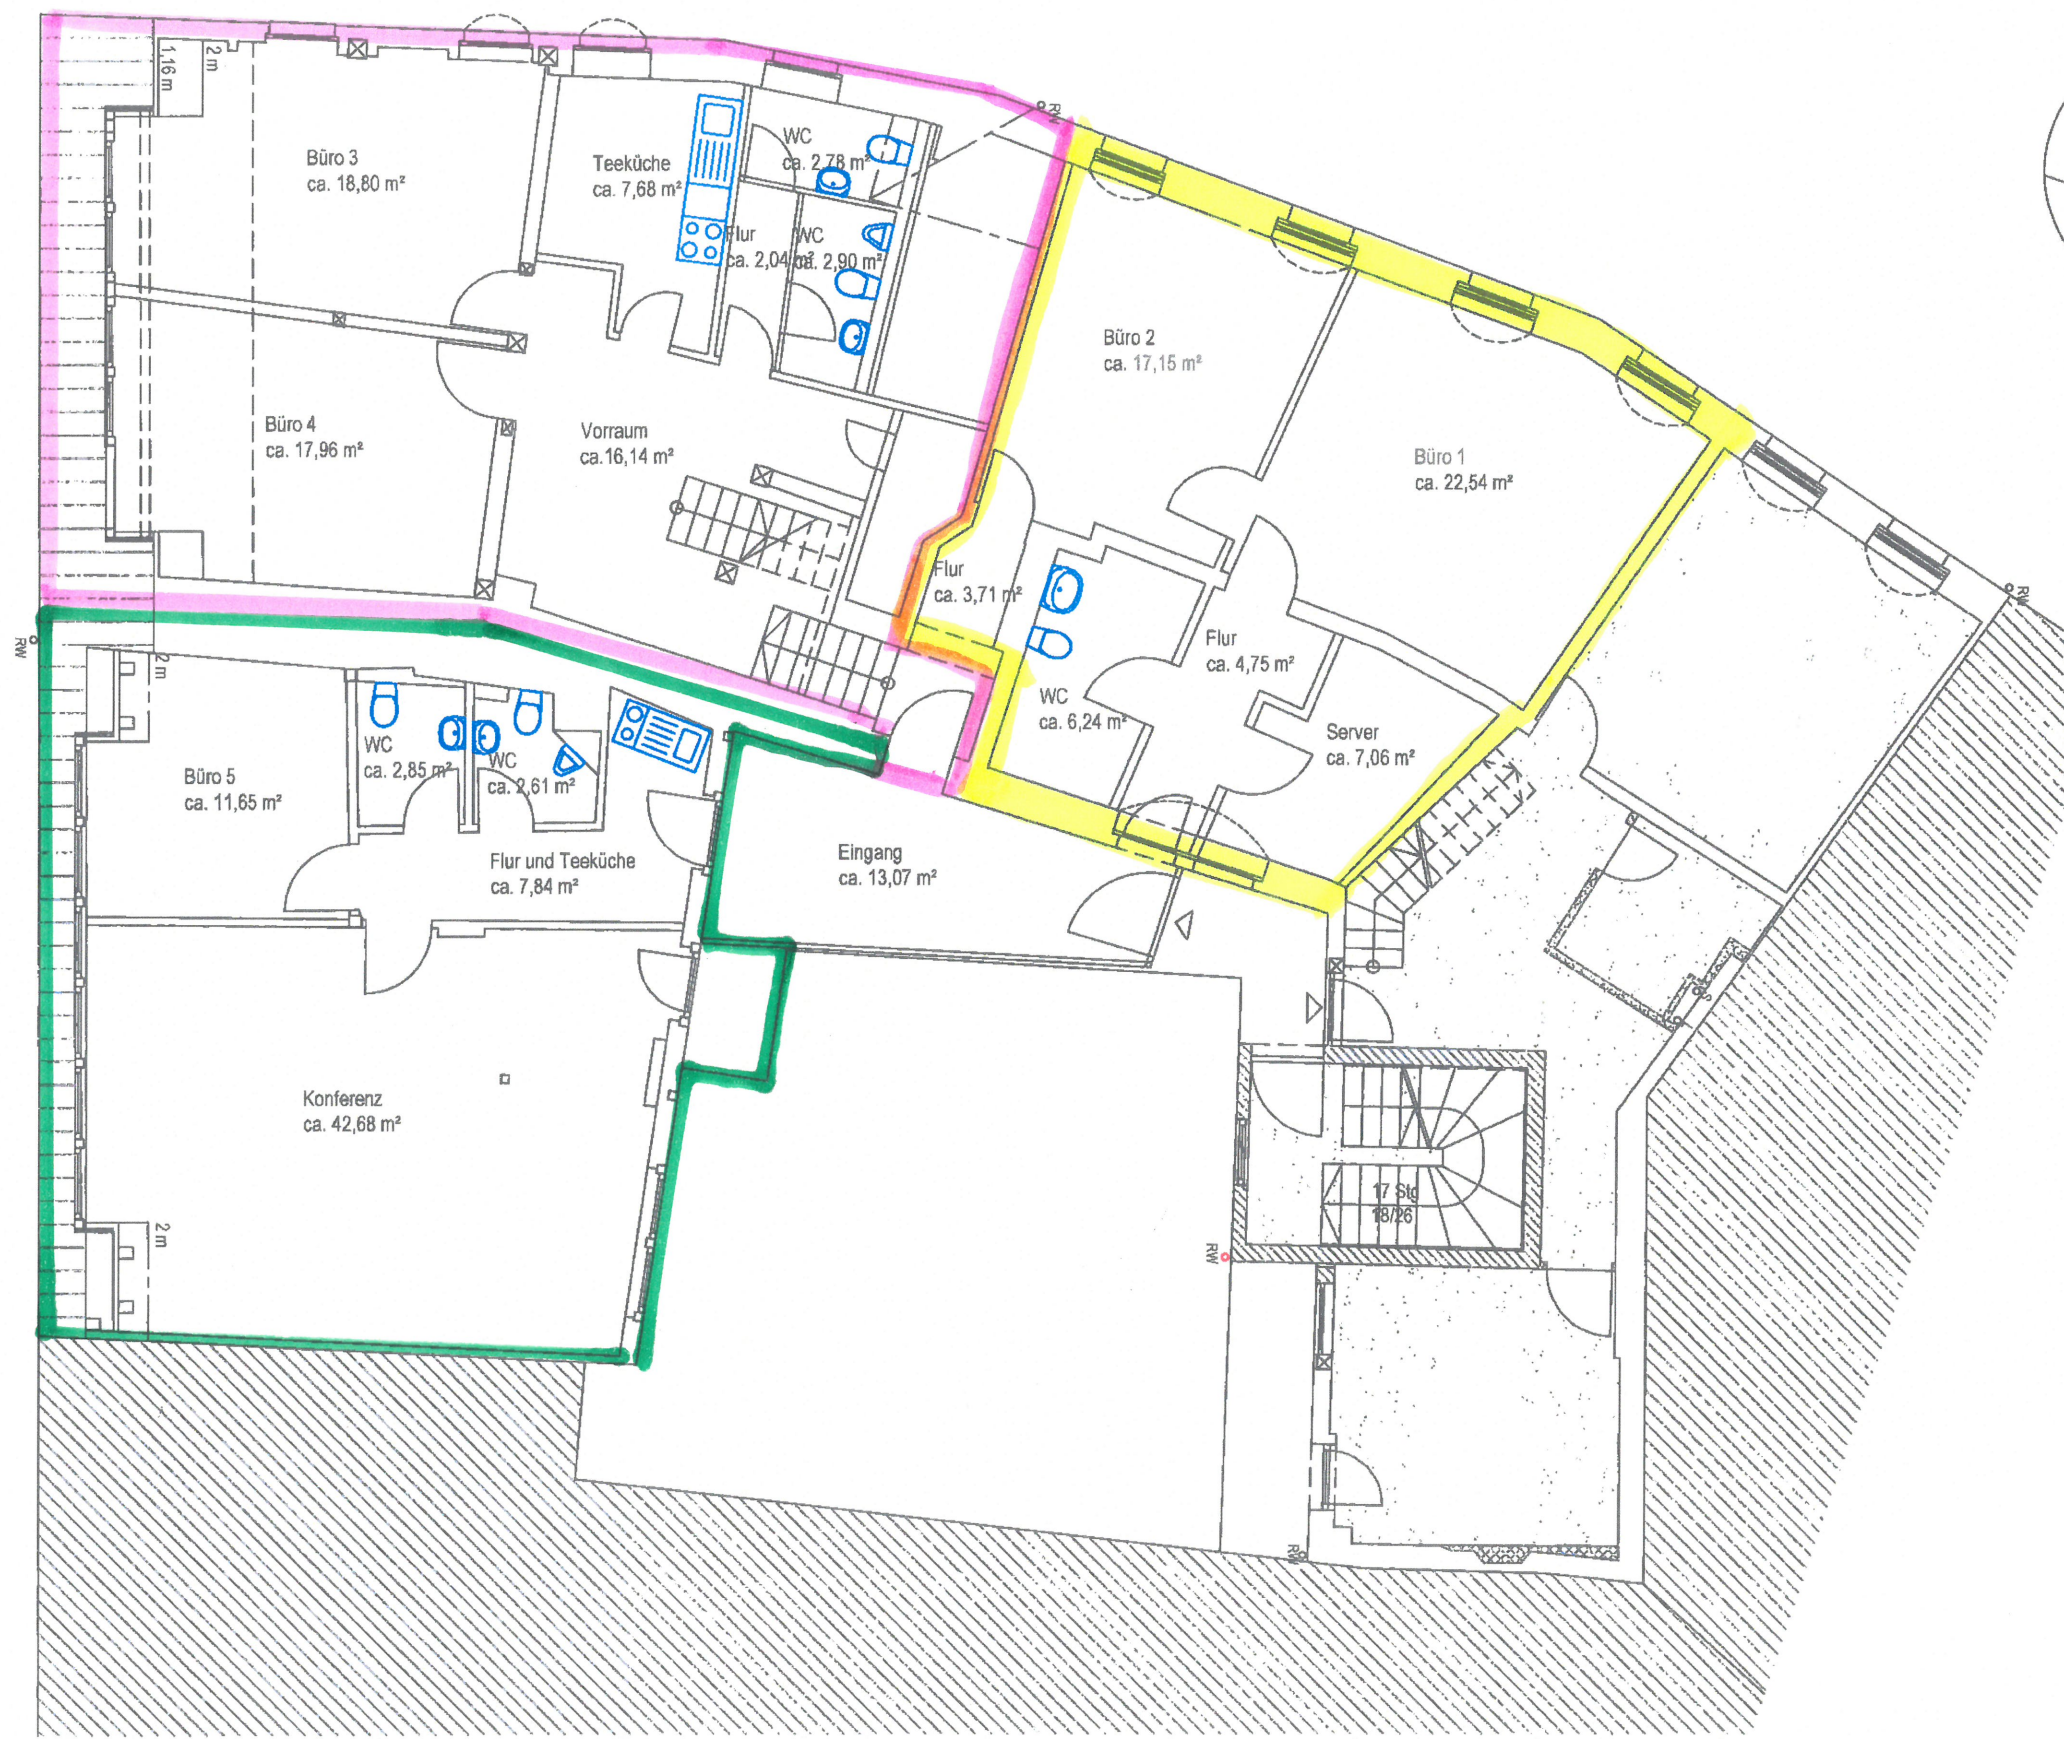 1,16 m
2 m
RW
Büro 3
ca. 18,80 m²
Teeküche
ca. 7,68 m²
WC
ca. 2,78 m²
Flur
ca. 2,04 m²
WC
ca. 2,90 m²
Büro 2
ca. 17,15 m²
Büro 4
ca. 17,96 m²
Vorraum
ca.16,14 m²
Büro 1
ca. 22,54 m²
Flur
ca. 3,71 m²
RW
RW
Flur
ca. 4,75 m²
2 m
WC
ca. 6,24 m²
Server
ca. 7,06 m²
WC
ca. 2,85 m²
WC
ca. 2,61 m²
Büro 5
ca. 11,65 m²
Flur und Teeküche
ca. 7,84 m²
Eingang
ca. 13,07 m²
Konferenz
ca. 42,68 m²
17 Stg
18/26
2 m
RW
RW